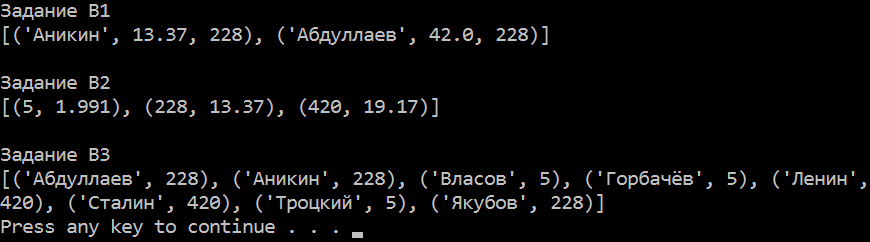 Задание B1
[('Аникин', 13.37, 228), ('Абдуллаев', 42.0, 228)]
Задание B2
[(5, 1.991), (228, 13.37), (420, 19.17)]
Задание B3
[('Абдуллаев', 228), ('Аникин', 228), ('Власов', 5), ('Горбачёв', 5), ('Ленин',
420), ('Сталин', 420), ('Троцкий', 5), ('Якубов', 228)]
Press any key to continue . . .